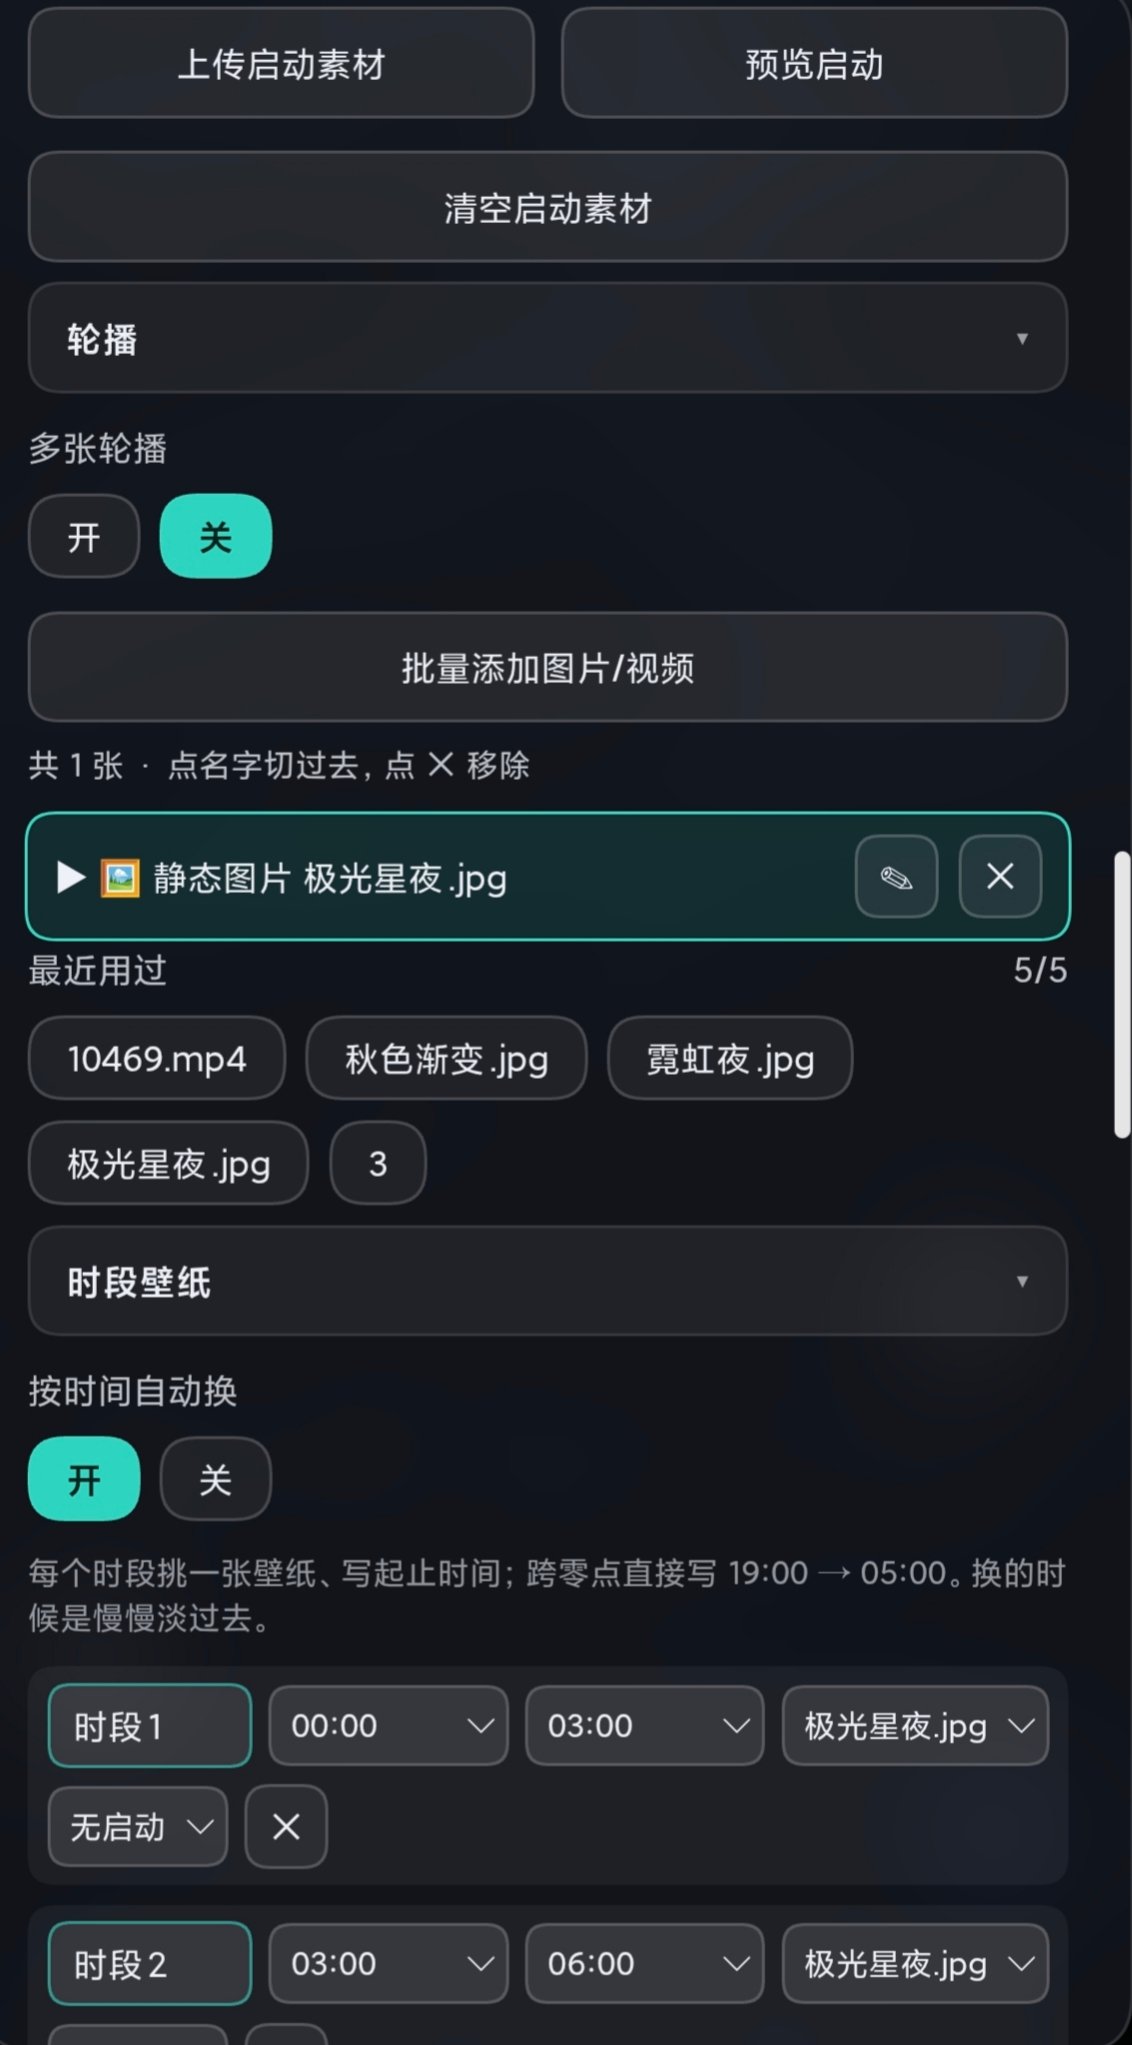 上传启动素材 预览启动
清空启动素材
轮播
多张轮播
开 关
批量添加图片/视频
共 1 张 · 点名字切过去，点 × 移除
静态图片 极光星夜.jpg
最近用过 5/5
10469.mp4 秋色渐变.jpg 霓虹夜.jpg
极光星夜.jpg 3
时段壁纸
按时间自动换
开 关
每个时段挑一张壁纸、写起止时间；跨零点直接写 19:00 → 05:00。换的时
候是慢慢淡过去。
时段 1 00:00 03:00 极光星夜.jpg
无启动
时段 2 03:00 06:00 极光星夜.jpg